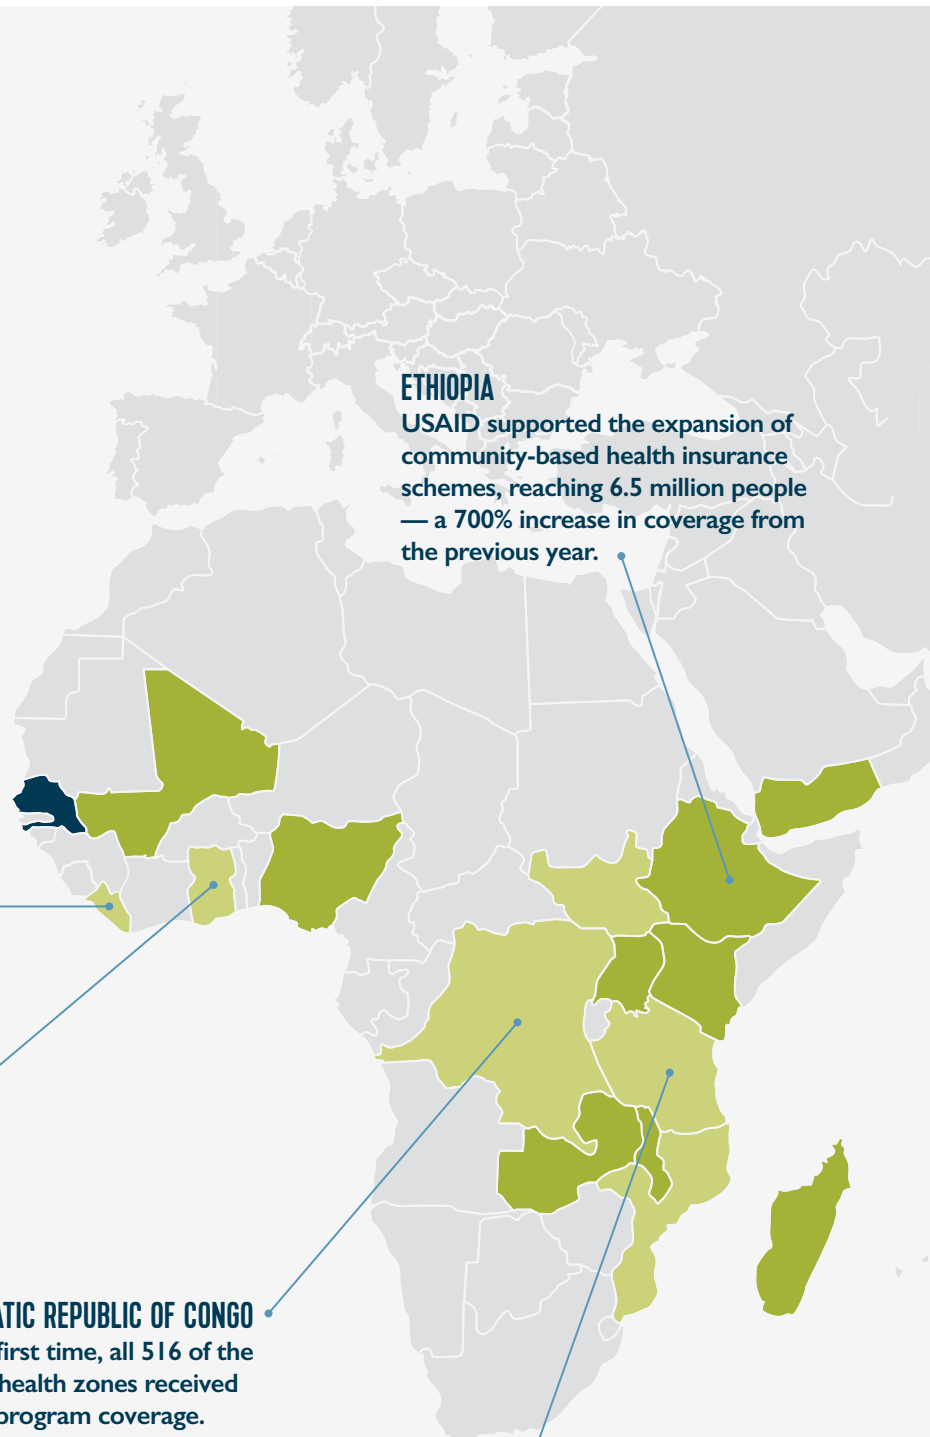 ETHIOPIA
USAID supported the expansion of
community-based health insurance
schemes, reaching 6.5 million people
— a 700% increase in coverage from
the previous year.
ATIC REPUBLIC OF CONGO
first time, all 516 of the
health zones received
program coverage.